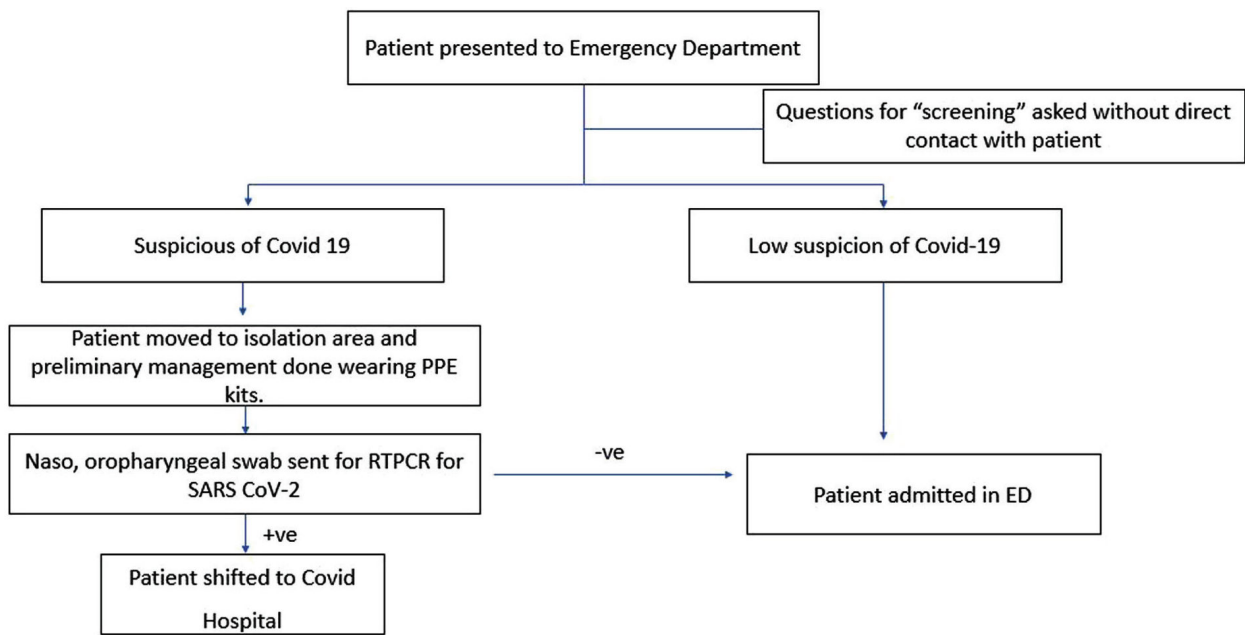 Patient presented to Emergency Department
Questions for “screening” asked without direct
contact with patient
Suspicious of Covid 19
Low suspicion of Covid-19
Patient moved to isolation area and
preliminary management done wearing PPE
kits.
Naso, oropharyngeal swab sent for RTPCR for
SARS CoV-2
-ve
Patient admitted in ED
+ve
Patient shifted to Covid
Hospital